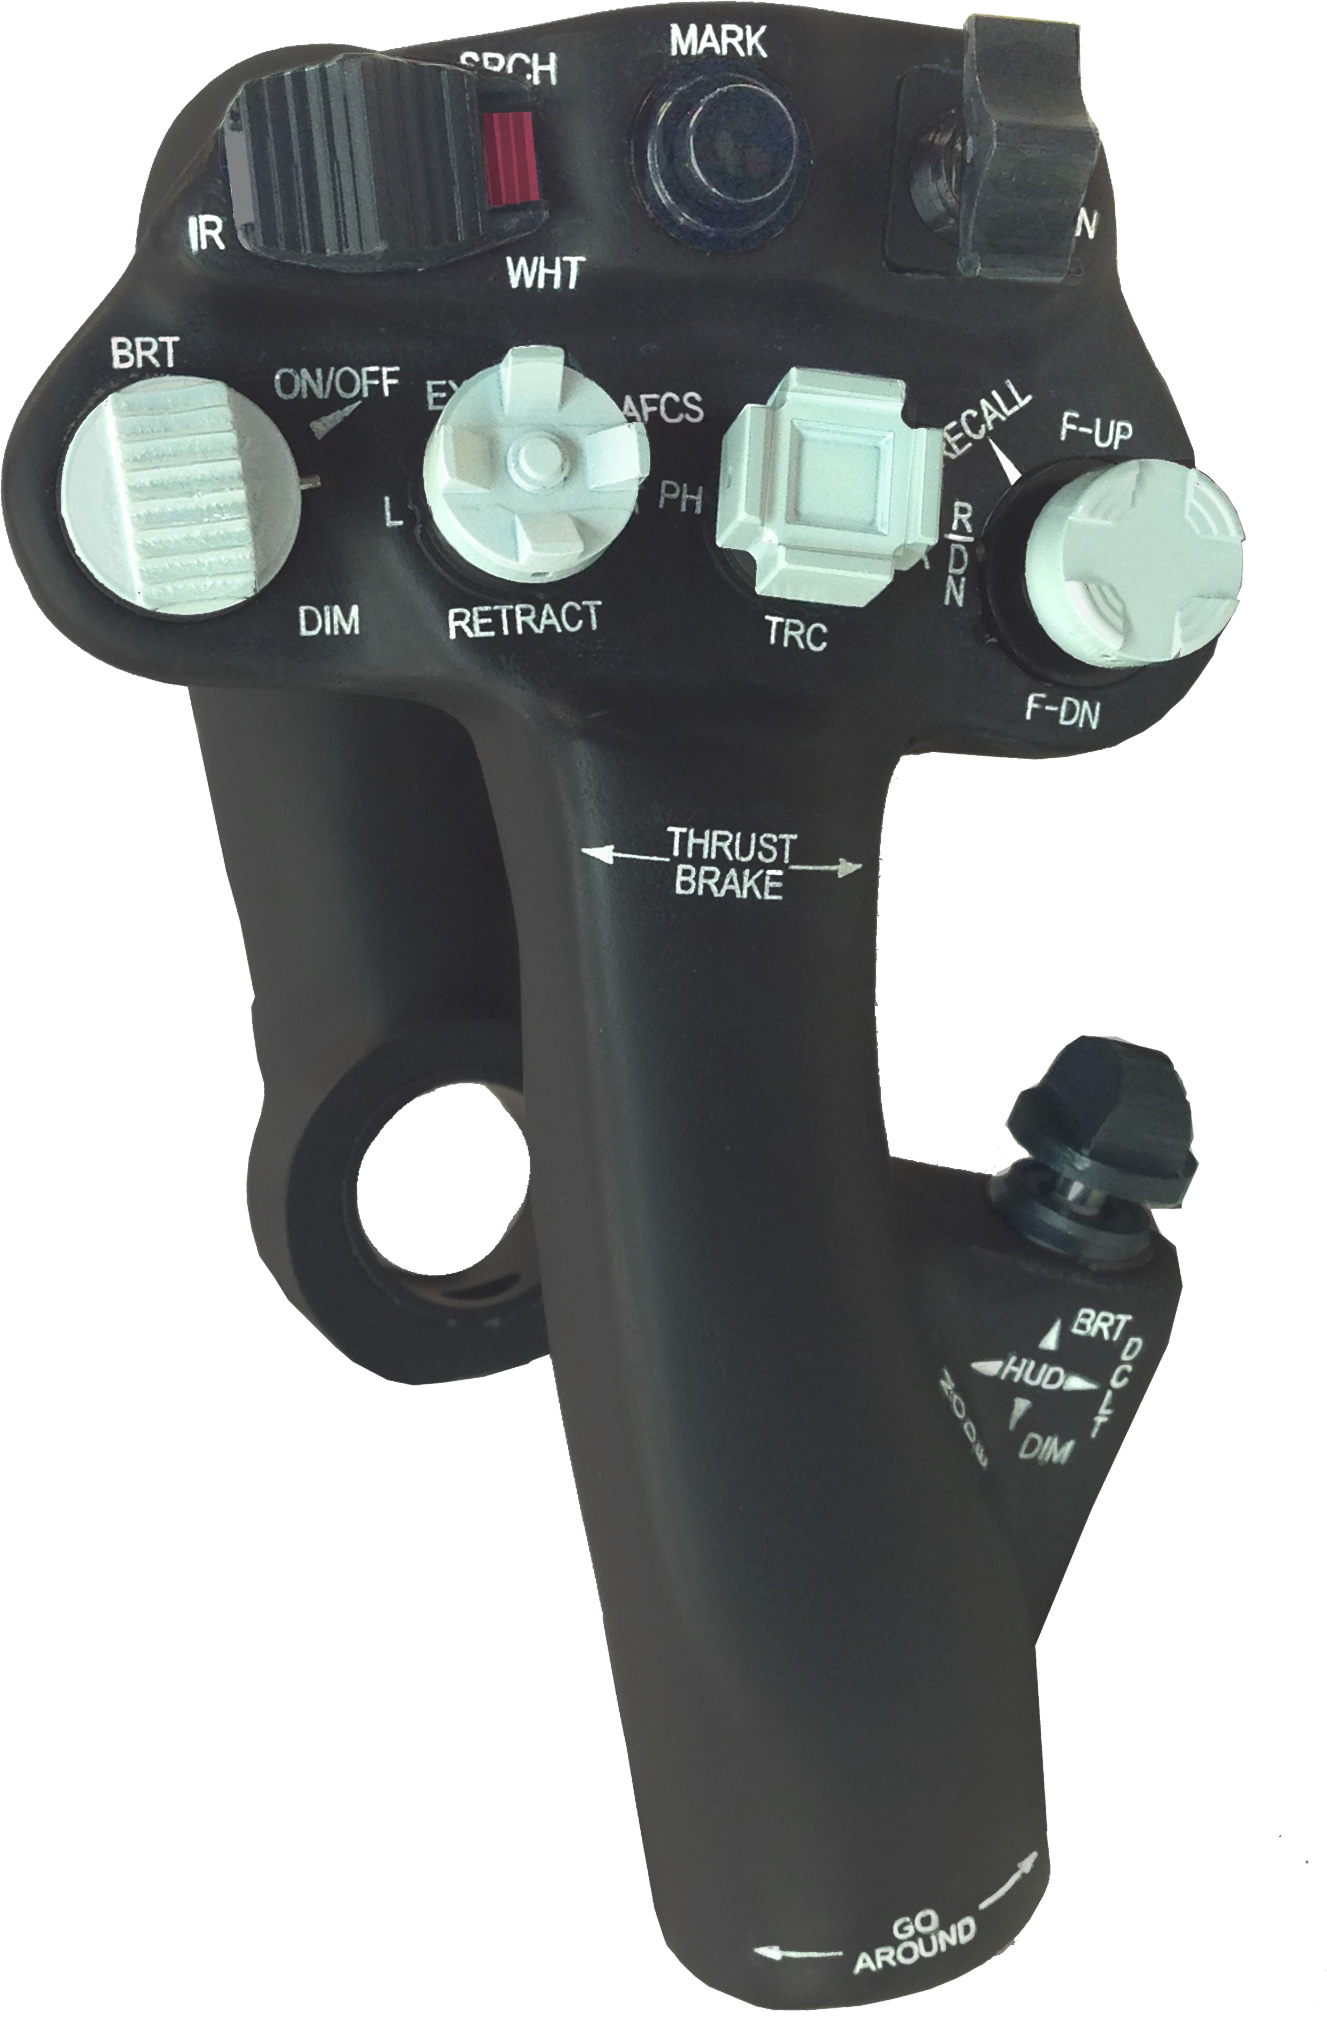 SRCH
MARK
IR
WHT
N
BRT
ON/OFF
EX
AFCS
RECALL
F-UP
L
PH
R
DN
DIM
RETRACT
TRC
F-DN
THRUST
BRAKE
BRT
HUD
DCLT
MODE
DIM
GO
AROUND